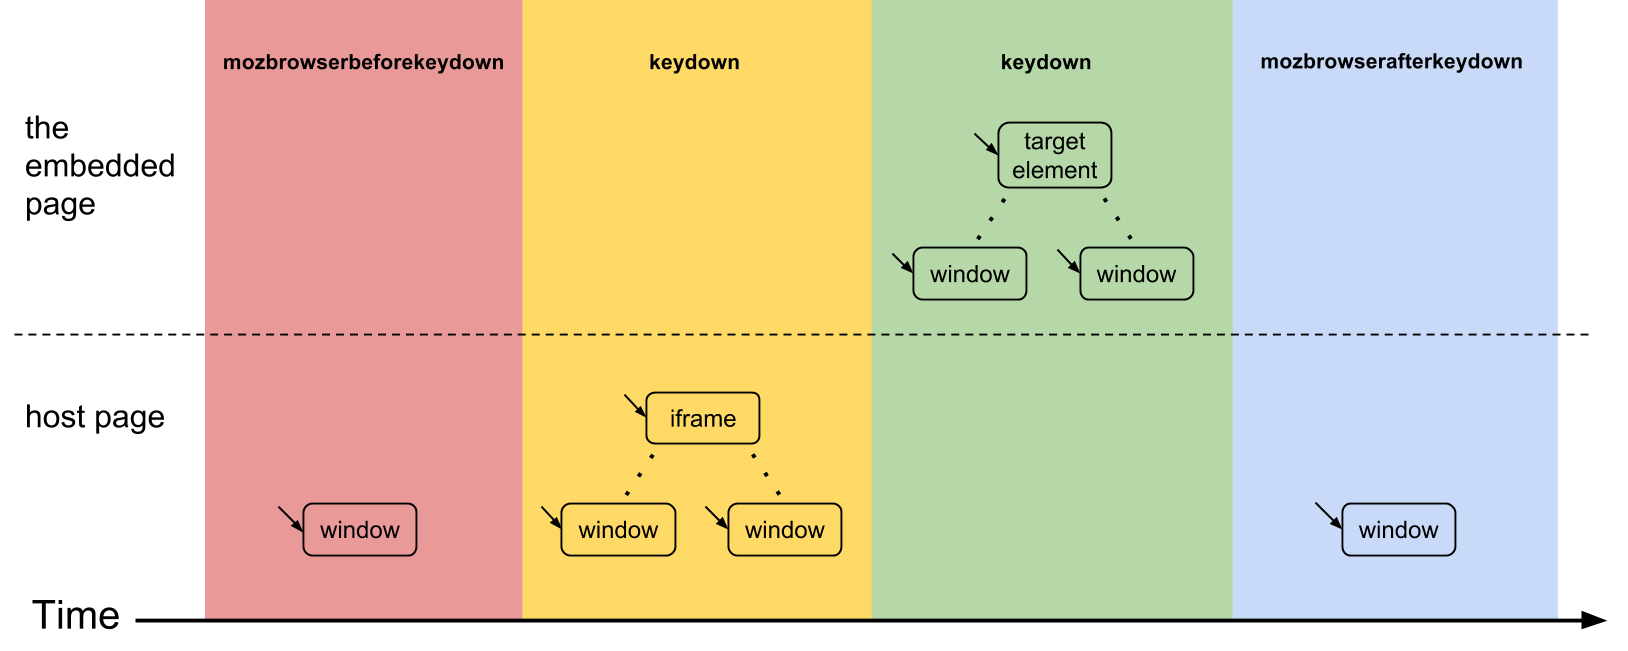 mozbrowserbeforekeydown
keydown
keydown
mozbrowserafterkeydown
the
embedded
page
target
element
window
window
host page
iframe
window
window
window
window
Time